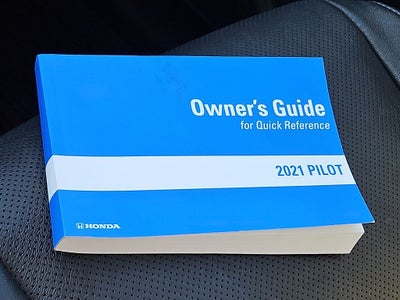 Owner's Guide
for Quick Reference
2021 PILOT
HONDA